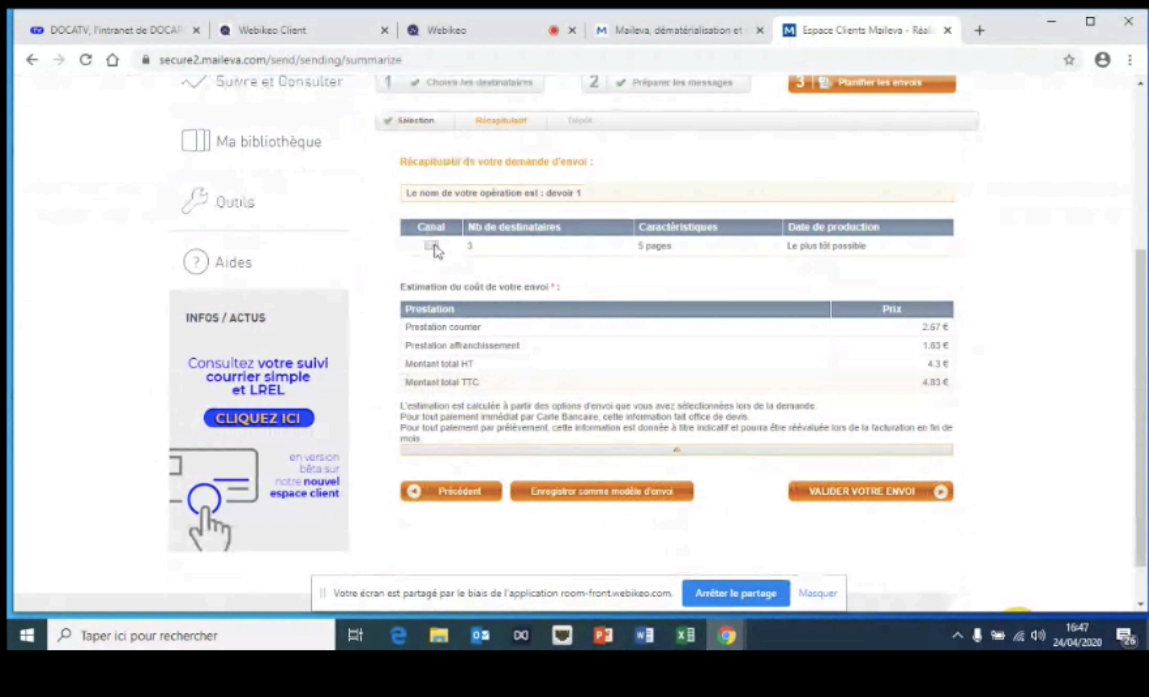 DOCATV, l'intranet de DOCAP
Webikeo Client
Webikeo
Maileva, dématérialisation et
Espace Clients Maileva - Réal
secure2.maileva.com/send/sending/summarize
Suivre et Consulter
1 Choisir les destinataires
2 Préparer les messages
3 Planifier les envois
Sélection Récapitulatif Dépôt
Ma bibliothèque
Récapitulatif de votre demande d'envoi :
Outils
Le nom de votre opération est : devoir 1
Canal Nb de destinataires Caractéristiques Date de production
3 5 pages Le plus tôt possible
? Aides
Estimation du coût de votre envoi * :
Prestation Prix
Prestation courrier 2.67 €
Prestation affranchissement 1.63 €
Montant total HT 4.3 €
Montant total TTC 4.83 €
L'estimation est calculée à partir des options d'envoi que vous avez sélectionnées lors de la demande.
Pour tout paiement immédiat par Carte Bancaire, cette information fait office de devis.
Pour tout paiement par prélèvement, cette information est donnée à titre indicatif et pourra être réévaluée lors de la facturation en fin de
mois.
INFOS / ACTUS
Consultez votre suivi
courrier simple
et LREL
CLIQUEZ ICI
en version
bêta sur
notre nouvel
espace client
Précédent
Enregistrer comme modèle d'envoi
VALIDER VOTRE ENVOI
Votre écran est partagé par le biais de l'application room-front.webikeo.com.
Arrêter le partage
Masquer
Taper ici pour rechercher
16:47
24/04/2020
26